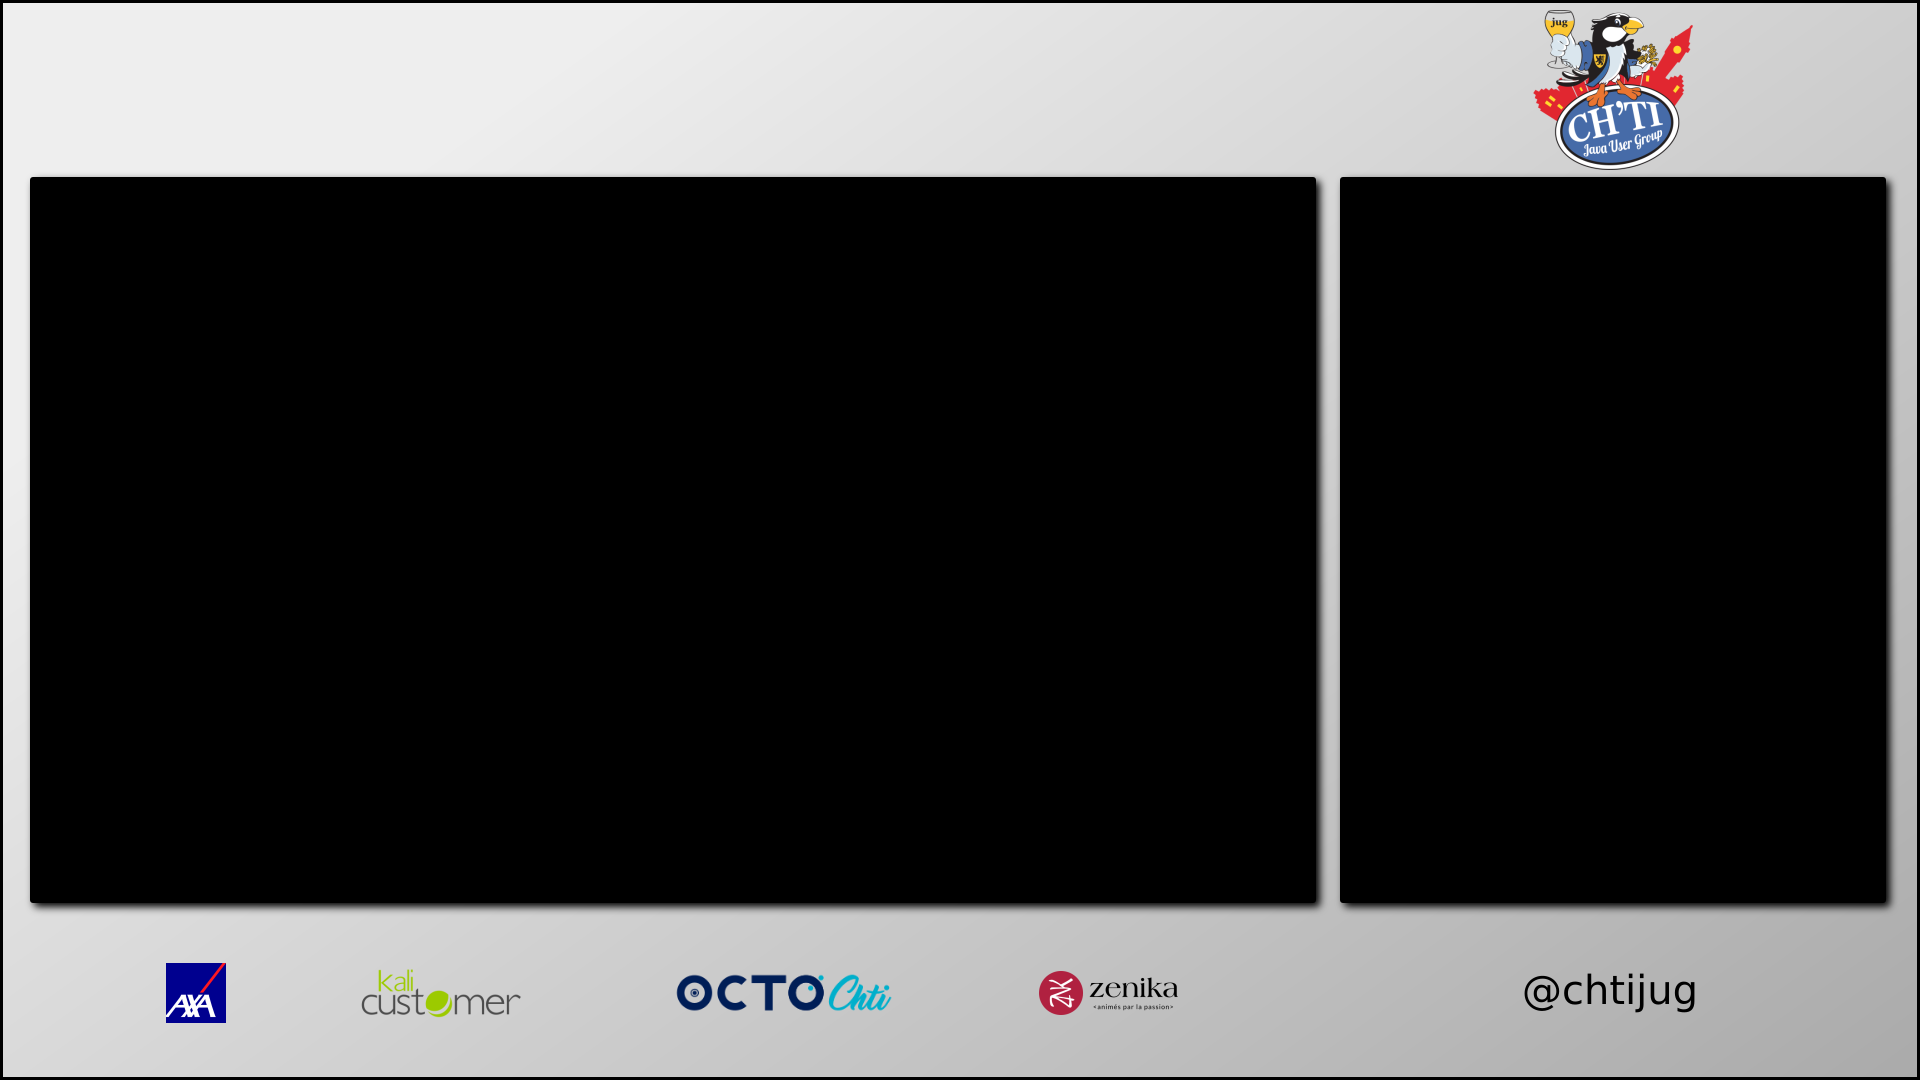 jug
CH'TI
Java User Group
AXA
kali
customer
OCTO Chti
zenika
<animés par la passion>
@chtijug